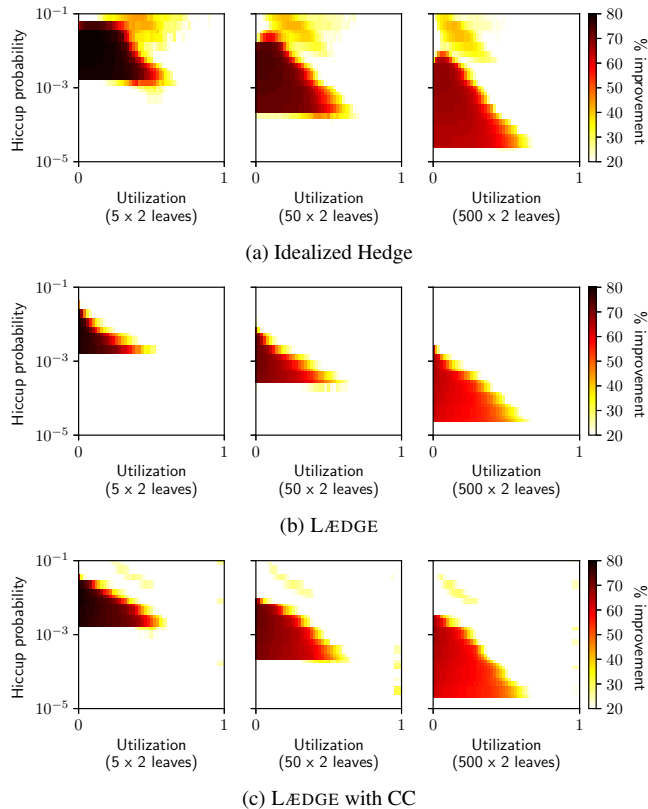 10⁻¹
10⁻³
10⁻⁵
Hiccup probability
0 1
Utilization
(5 x 2 leaves)
0 1
Utilization
(50 x 2 leaves)
0 1
Utilization
(500 x 2 leaves)
80
70
60
50
40
30
20
% improvement
(a) Idealized Hedge
10⁻¹
10⁻³
10⁻⁵
Hiccup probability
0 1
Utilization
(5 x 2 leaves)
0 1
Utilization
(50 x 2 leaves)
0 1
Utilization
(500 x 2 leaves)
80
70
60
50
40
30
20
% improvement
(b) LÆDGE
10⁻¹
10⁻³
10⁻⁵
Hiccup probability
0 1
Utilization
(5 x 2 leaves)
0 1
Utilization
(50 x 2 leaves)
0 1
Utilization
(500 x 2 leaves)
80
70
60
50
40
30
20
% improvement
(c) LÆDGE with CC